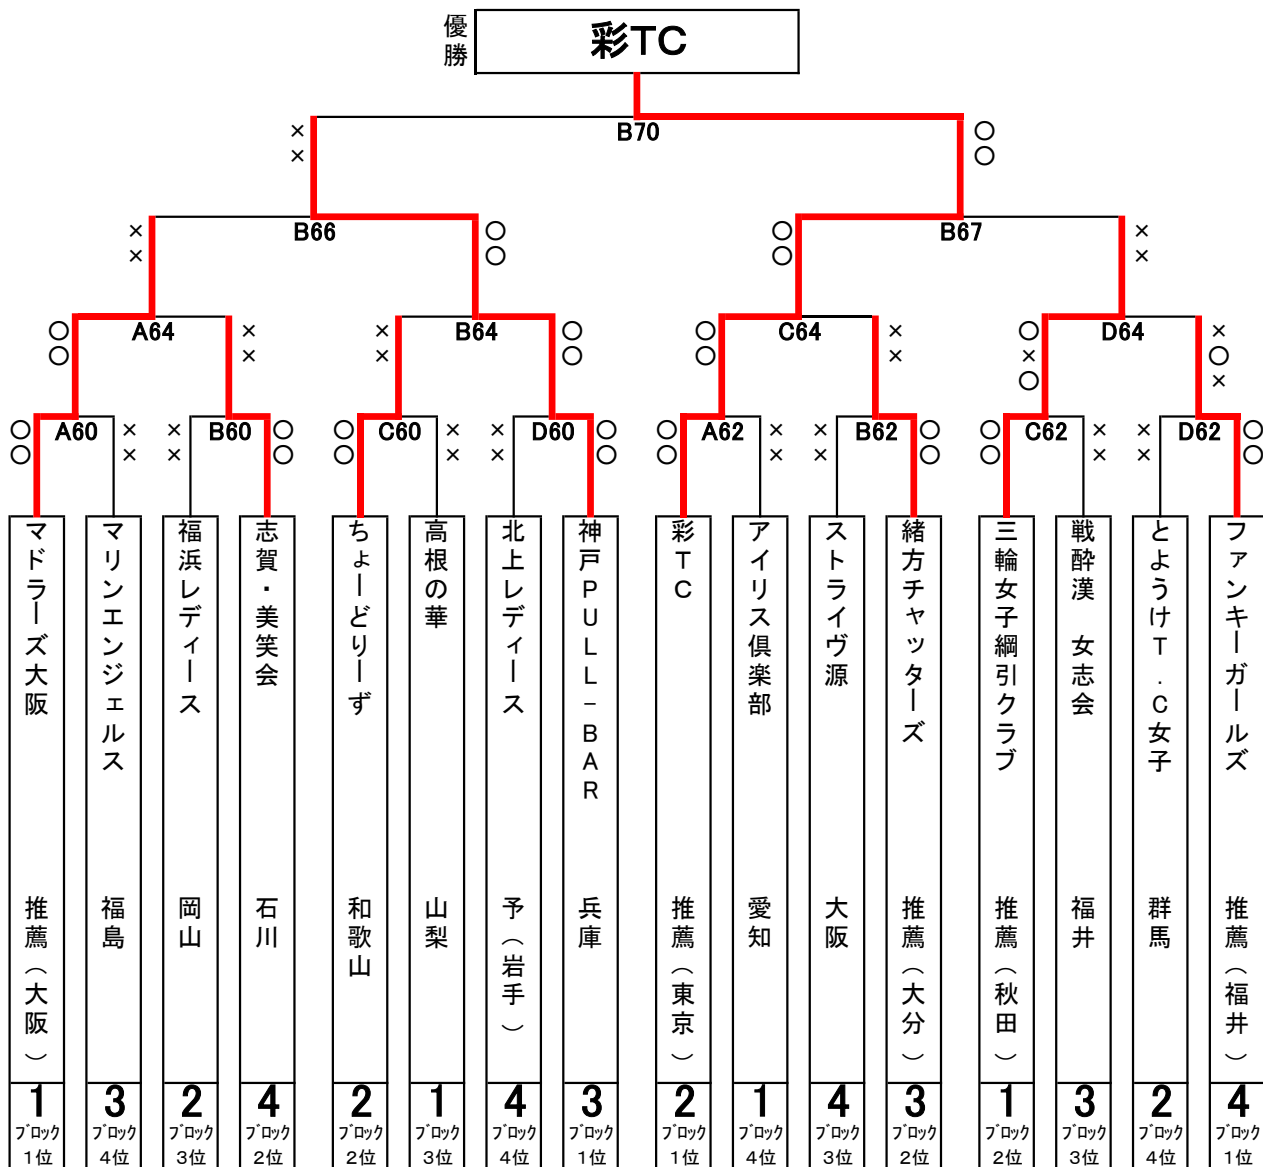 優勝
彩TC
× B70 ○
× ○
× B66 ○ ○ B67 ×
× ○ ○ ×
○ A64 × × B64 ○ ○ C64 × ○ D64 ×
○ × × ○ ○ × × ○
○ ×
○ A60 × × B60 ○ ○ C60 × × D60 ○ ○ A62 × × B62 ○ ○ C62 × × D62 ○
○ × × ○ ○ × × ○ ○ × × ○ ○ × × ○
マドラーズ大阪
推薦(大阪)
1
ブロック
1位
マリンエンジェルス
福島
3
ブロック
4位
福浜レディース
岡山
2
ブロック
3位
志賀・美笑会
石川
4
ブロック
2位
ちょーどりーず
和歌山
2
ブロック
2位
高根の華
山梨
1
ブロック
3位
北上レディース
予(岩手)
4
ブロック
4位
神戸PULL-BAR
兵庫
3
ブロック
1位
彩TC
推薦(東京)
2
ブロック
1位
アイリス倶楽部
愛知
1
ブロック
4位
ストライヴ源
大阪
4
ブロック
3位
緒方チャッターズ
推薦(大分)
3
ブロック
2位
三輪女子綱引クラブ
推薦(秋田)
1
ブロック
2位
戦酔漢 女志会
福井
3
ブロック
3位
とようけT.C女子
群馬
2
ブロック
4位
ファンキーガールズ
推薦(福井)
4
ブロック
1位